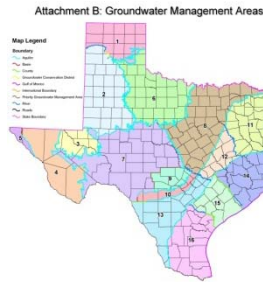 Attachment B: Groundwater Management Areas
Map Legend
Boundary
Aquifer
Basin
County
Groundwater Conservation District
Gulf of Mexico
International Boundary
Priority Groundwater Management Area
River
Roads
State Boundary
1
2
6
3
5
7
8
11
12
4
9
14
10
15
13
16